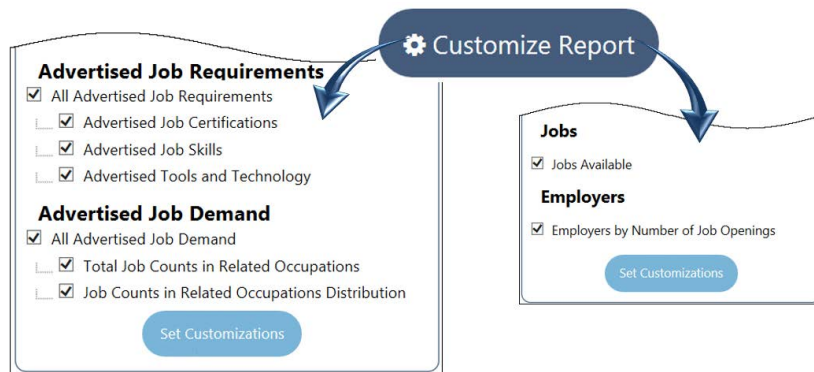 Customize Report
Advertised Job Requirements
All Advertised Job Requirements
Advertised Job Certifications
Advertised Job Skills
Advertised Tools and Technology
Advertised Job Demand
All Advertised Job Demand
Total Job Counts in Related Occupations
Job Counts in Related Occupations Distribution
Set Customizations
Jobs
Jobs Available
Employers
Employers by Number of Job Openings
Set Customizations